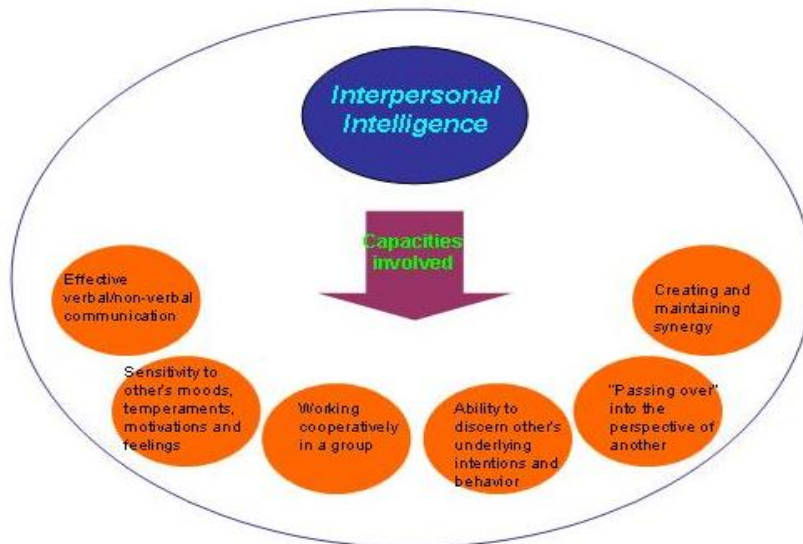 Interpersonal
Intelligence
Capacities
involved
Effective
verbal/non-verbal
communication
Sensitivity to
other's moods,
temperaments,
motivations and
feelings
Working
cooperatively
in a group
Ability to
discern other's
underlying
intentions and
behavior
"Passing over"
into the
perspective of
another
Creating and
maintaining
synergy